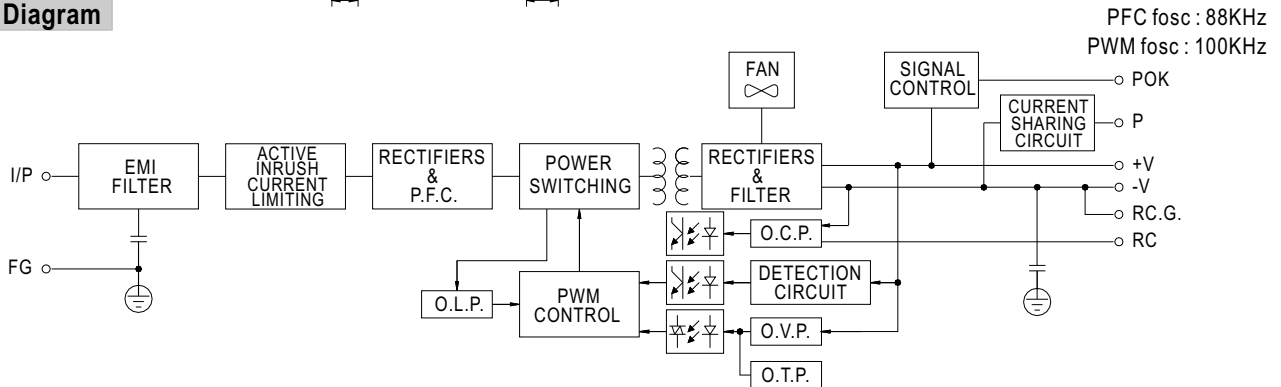 Diagram
PFC fosc : 88KHz
PWM fosc : 100KHz
FAN
SIGNAL
CONTROL
POK
CURRENT
SHARING
CIRCUIT
P
I/P
EMI
FILTER
ACTIVE
INRUSH
CURRENT
LIMITING
RECTIFIERS
&
P.F.C.
POWER
SWITCHING
RECTIFIERS
&
FILTER
+V
-V
RC.G.
RC
O.C.P.
FG
O.L.P.
PWM
CONTROL
DETECTION
CIRCUIT
O.V.P.
O.T.P.